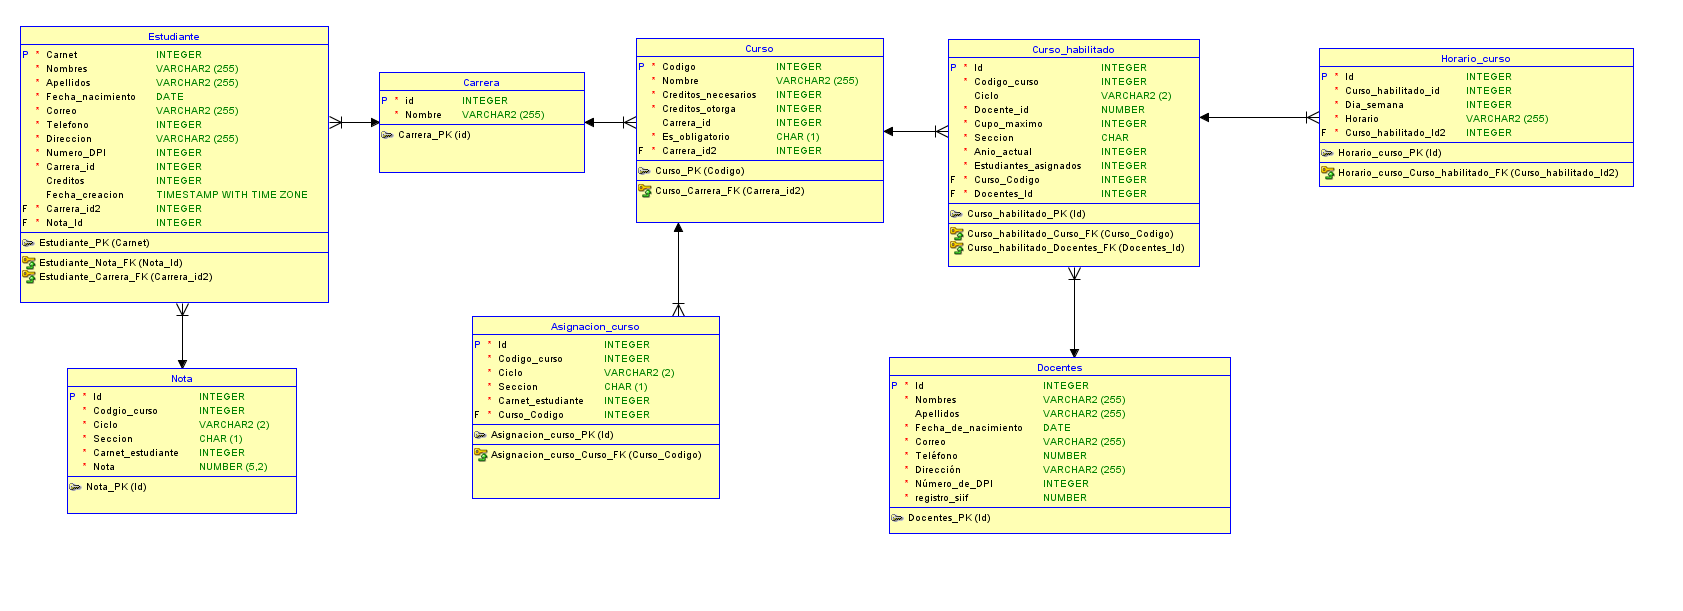 Estudiante
P * Carnet INTEGER
* Nombres VARCHAR2 (255)
* Apellidos VARCHAR2 (255)
* Fecha_nacimiento DATE
* Correo VARCHAR2 (255)
* Telefono INTEGER
* Direccion VARCHAR2 (255)
* Numero_DPI INTEGER
* Carrera_id INTEGER
Creditos INTEGER
Fecha_creacion TIMESTAMP WITH TIME ZONE
F * Carrera_id2 INTEGER
F * Nota_Id INTEGER
Estudiante_PK (Carnet)
Estudiante_Nota_FK (Nota_Id)
Estudiante_Carrera_FK (Carrera_id2)
Carrera
P * id INTEGER
* Nombre VARCHAR2 (255)
Carrera_PK (id)
Curso
P * Codigo INTEGER
* Nombre VARCHAR2 (255)
* Creditos_necesarios INTEGER
* Creditos_otorga INTEGER
Carrera_id INTEGER
* Es_obligatorio CHAR (1)
F * Carrera_id2 INTEGER
Curso_PK (Codigo)
Curso_Carrera_FK (Carrera_id2)
Curso_habilitado
P * Id INTEGER
* Codigo_curso INTEGER
Ciclo VARCHAR2 (2)
* Docente_id NUMBER
* Cupo_maximo INTEGER
* Seccion CHAR
* Anio_actual INTEGER
* Estudiantes_asignados INTEGER
F * Curso_Codigo INTEGER
F * Docentes_Id INTEGER
Curso_habilitado_PK (Id)
Curso_habilitado_Curso_FK (Curso_Codigo)
Curso_habilitado_Docentes_FK (Docentes_Id)
Horario_curso
P * Id INTEGER
* Curso_habilitado_id INTEGER
* Dia_semana INTEGER
* Horario VARCHAR2 (255)
F * Curso_habilitado_Id2 INTEGER
Horario_curso_PK (Id)
Horario_curso_Curso_habilitado_FK (Curso_habilitado_Id2)
Nota
P * Id INTEGER
* Codgio_curso INTEGER
* Ciclo VARCHAR2 (2)
* Seccion CHAR (1)
* Carnet_estudiante INTEGER
* Nota NUMBER (5,2)
Nota_PK (Id)
Asignacion_curso
P * Id INTEGER
* Codigo_curso INTEGER
* Ciclo VARCHAR2 (2)
* Seccion CHAR (1)
* Carnet_estudiante INTEGER
F * Curso_Codigo INTEGER
Asignacion_curso_PK (Id)
Asignacion_curso_Curso_FK (Curso_Codigo)
Docentes
P * Id INTEGER
* Nombres VARCHAR2 (255)
Apellidos VARCHAR2 (255)
* Fecha_de_nacimiento DATE
* Correo VARCHAR2 (255)
* Teléfono NUMBER
* Dirección VARCHAR2 (255)
* Número_de_DPI INTEGER
* registro_siif NUMBER
Docentes_PK (Id)